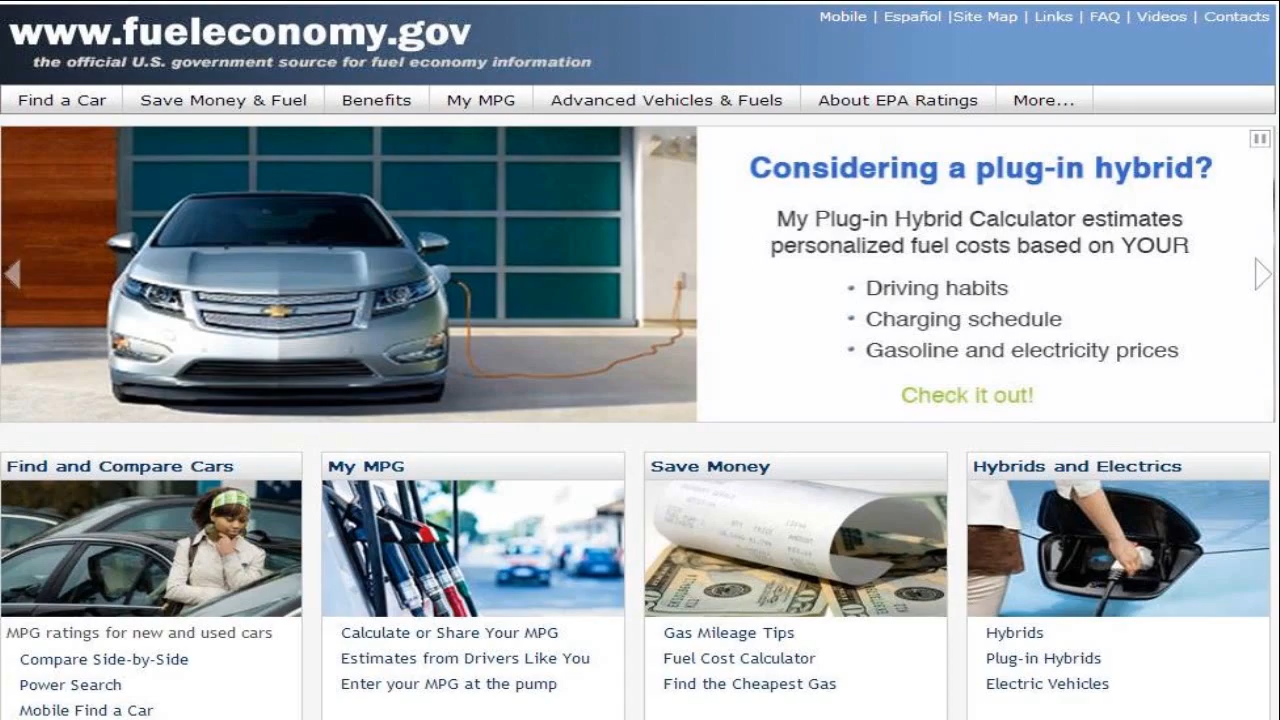 www.fueleconomy.gov
the official U.S. government source for fuel economy information
Mobile | Español |Site Map | Links | FAQ | Videos | Contacts
Find a Car Save Money & Fuel Benefits My MPG Advanced Vehicles & Fuels About EPA Ratings More...
Considering a plug-in hybrid?
My Plug-in Hybrid Calculator estimates
personalized fuel costs based on YOUR
• Driving habits
• Charging schedule
• Gasoline and electricity prices
Check it out!
Find and Compare Cars
MPG ratings for new and used cars
Compare Side-by-Side
Power Search
Mobile Find a Car
My MPG
Calculate or Share Your MPG
Estimates from Drivers Like You
Enter your MPG at the pump
Save Money
Gas Mileage Tips
Fuel Cost Calculator
Find the Cheapest Gas
Hybrids and Electrics
Hybrids
Plug-in Hybrids
Electric Vehicles